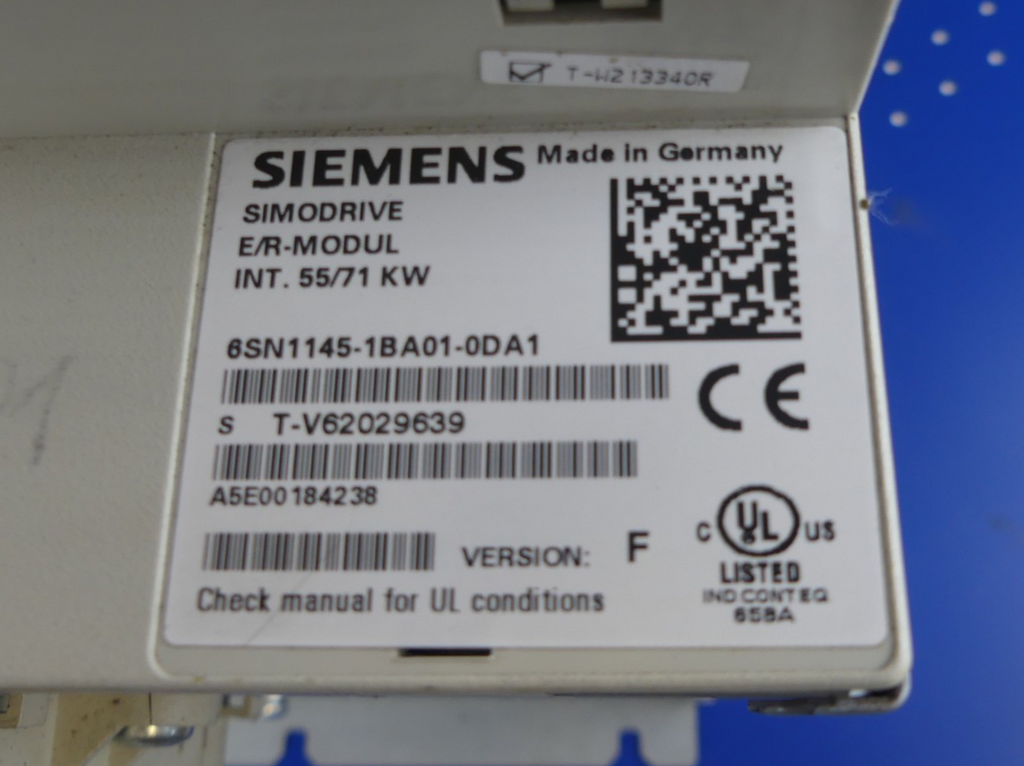 T-W213340R
SIEMENS Made in Germany
SIMODRIVE
E/R-MODUL
INT. 55/71 KW
6SN1145-1BA01-0DA1
S T-V62029639
A5E00184238
VERSION: F
Check manual for UL conditions
C UL US
LISTED
IND CONT EQ
65BA